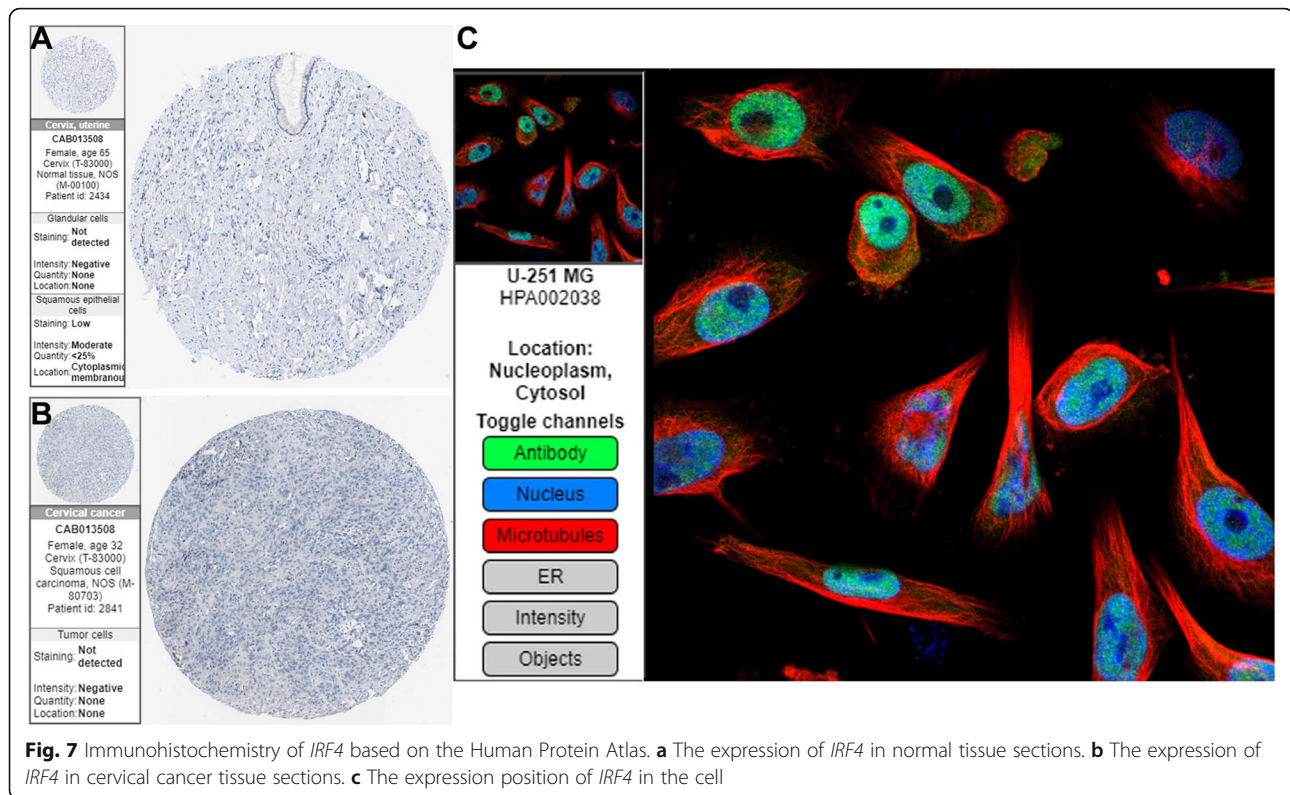 A
Cervix, uterine
CAB013508
Female, age 65
Cervix (T-83000)
Normal tissue, NOS
(M-00100)
Patient id: 2434
Glandular cells
Staining: Not
detected
Intensity: Negative
Quantity: None
Location: None
Squamous epithelial
cells
Staining: Low
Intensity: Moderate
Quantity: <25%
Location: Cytoplasmic
membranou
B
Cervical cancer
CAB013508
Female, age 32
Cervix (T-83000)
Squamous cell
carcinoma, NOS (M-
80703)
Patient id: 2841
Tumor cells
Staining: Not
detected
Intensity: Negative
Quantity: None
Location: None
C
U-251 MG
HPA002038
Location:
Nucleoplasm,
Cytosol
Toggle channels
Antibody
Nucleus
Microtubules
ER
Intensity
Objects
Fig. 7 Immunohistochemistry of IRF4 based on the Human Protein Atlas. a The expression of IRF4 in normal tissue sections. b The expression of
IRF4 in cervical cancer tissue sections. c The expression position of IRF4 in the cell